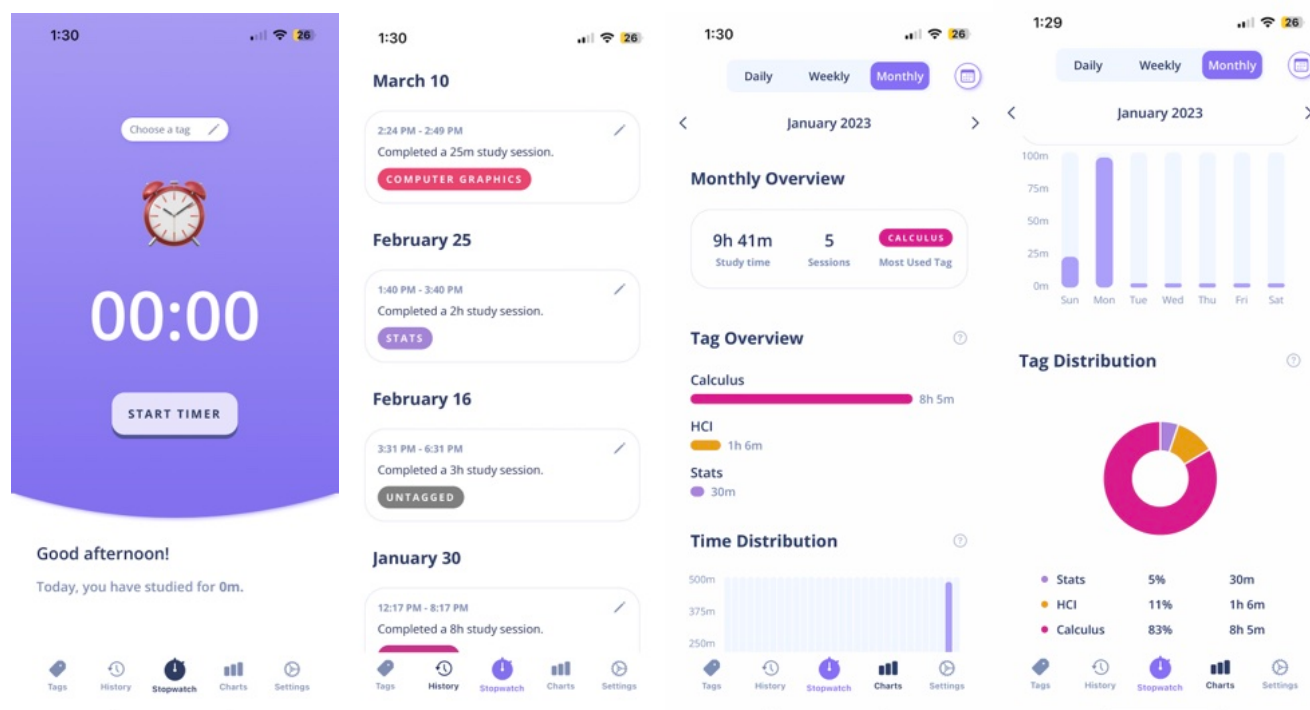 1:30
26
Choose a tag
00:00
START TIMER
Good afternoon!
Today, you have studied for 0m.
Tags History Stopwatch Charts Settings
1:30
26
March 10
2:24 PM - 2:49 PM
Completed a 25m study session.
COMPUTER GRAPHICS
February 25
1:40 PM - 3:40 PM
Completed a 2h study session.
STATS
February 16
3:31 PM - 6:31 PM
Completed a 3h study session.
UNTAGGED
January 30
12:17 PM - 8:17 PM
Completed a 8h study session.
Tags History Stopwatch Charts Settings
1:30
26
Daily Weekly Monthly
January 2023
Monthly Overview
9h 41m 5 CALCULUS
Study time Sessions Most Used Tag
Tag Overview
?
Calculus
8h 5m
HCI
1h 6m
Stats
30m
Time Distribution
?
500m
375m
250m
Tags History Stopwatch Charts Settings
1:29
26
Daily Weekly Monthly
January 2023
100m
75m
50m
25m
0m
Sun Mon Tue Wed Thu Fri Sat
Tag Distribution
?
Stats 5% 30m
HCI 11% 1h 6m
Calculus 83% 8h 5m
Tags History Stopwatch Charts Settings